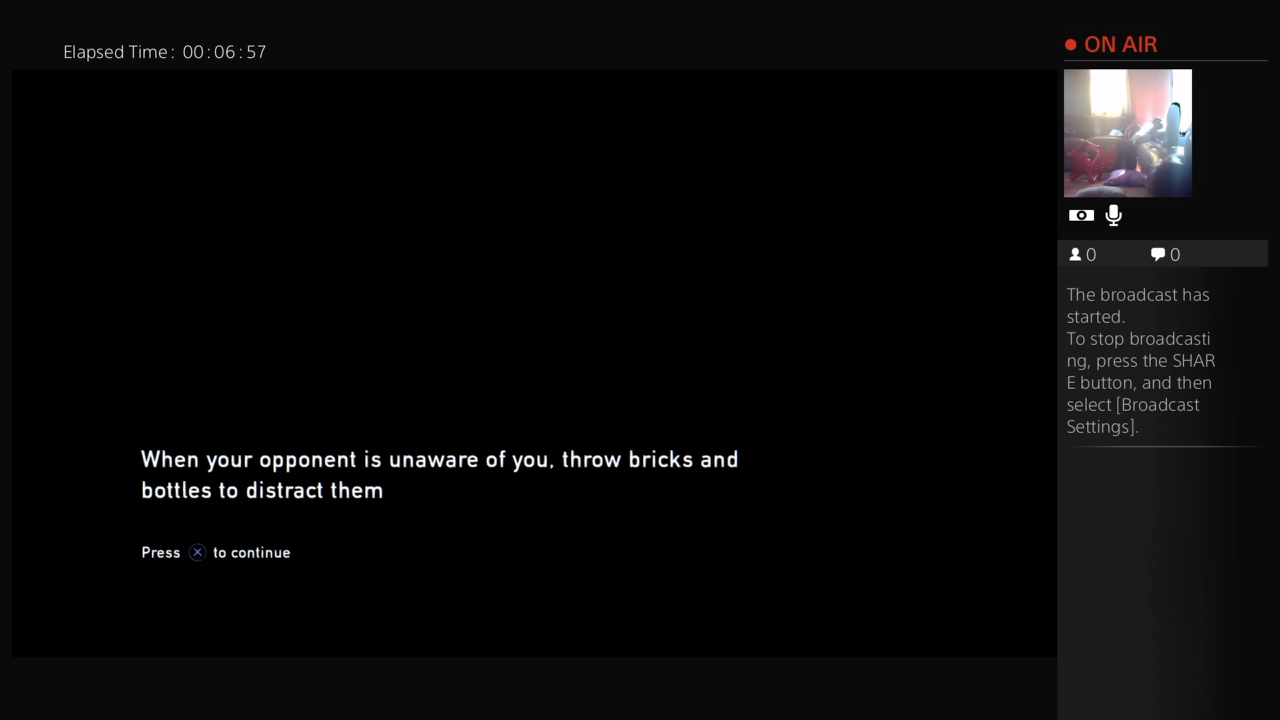 Elapsed Time: 00:06:57
ON AIR
0 0
The broadcast has
started.
To stop broadcasti
ng, press the SHAR
E button, and then
select [Broadcast
Settings].
When your opponent is unaware of you, throw bricks and
bottles to distract them
Press ⓧ to continue